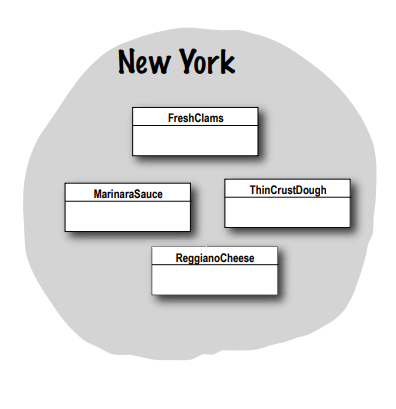 New York
FreshClams
MarinaraSauce
ThinCrustDough
ReggianoCheese